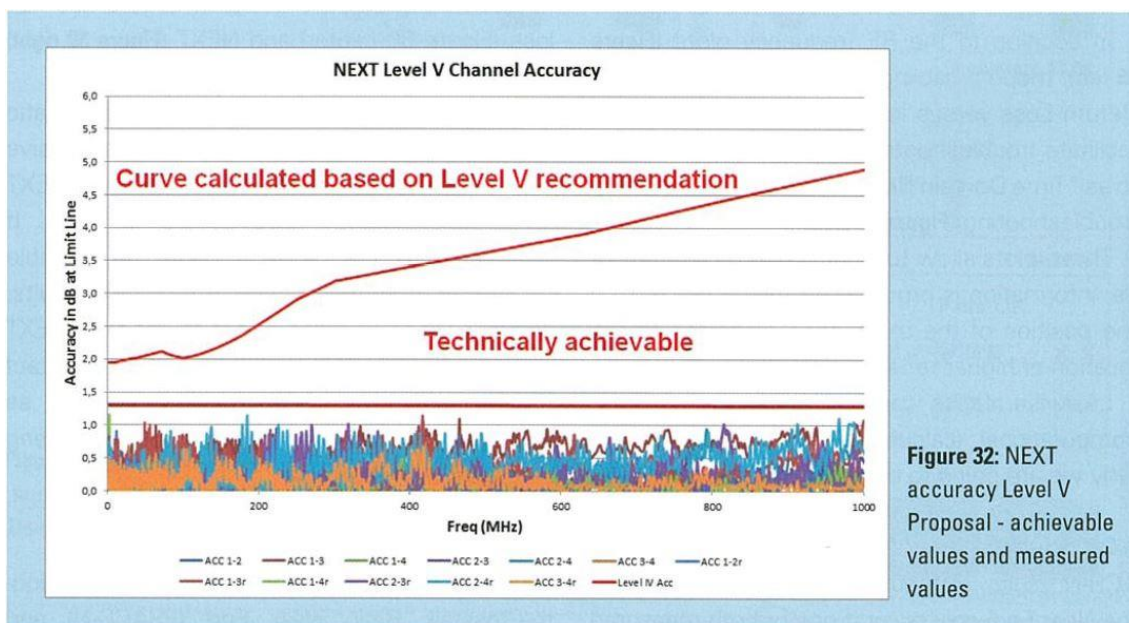 NEXT Level V Channel Accuracy
6,0
5,5
5,0
Curve calculated based on Level V recommendation
4,5
4,0
3,5
3,0
2,5
Technically achievable
2,0
1,5
1,0
0,5
0,0
Accuracy in dB at Limit Line
0
200
400
600
800
1000
Freq (MHz)
ACC 1-2
ACC 1-3
ACC 1-4
ACC 2-3
ACC 2-4
ACC 3-4
ACC 1-2r
ACC 1-3r
ACC 1-4r
ACC 2-3r
ACC 2-4r
ACC 3-4r
Level IV Acc
Figure 32: NEXT
accuracy Level V
Proposal - achievable
values and measured
values